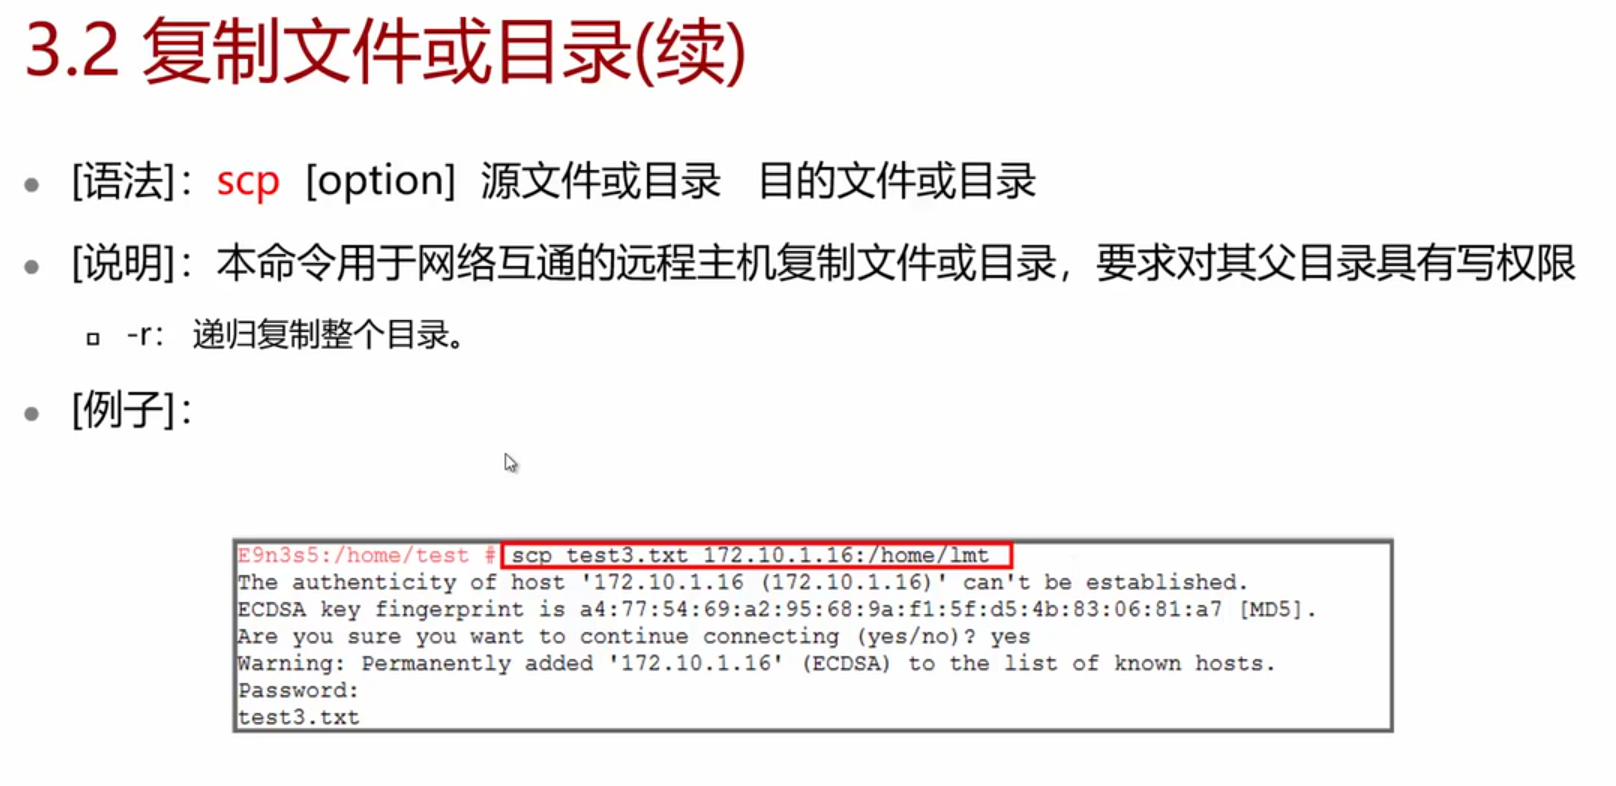 3.2 复制文件或目录(续)
[语法]：scp [option] 源文件或目录 目的文件或目录
[说明]：本命令用于网络互通的远程主机复制文件或目录，要求对其父目录具有写权限
-r： 递归复制整个目录。
[例子]：
E9n3s5:/home/test # scp test3.txt 172.10.1.16:/home/lmt
The authenticity of host '172.10.1.16 (172.10.1.16)' can't be established.
ECDSA key fingerprint is a4:77:54:69:a2:95:68:9a:f1:5f:d5:4b:83:06:81:a7 [MD5].
Are you sure you want to continue connecting (yes/no)? yes
Warning: Permanently added '172.10.1.16' (ECDSA) to the list of known hosts.
Password:
test3.txt